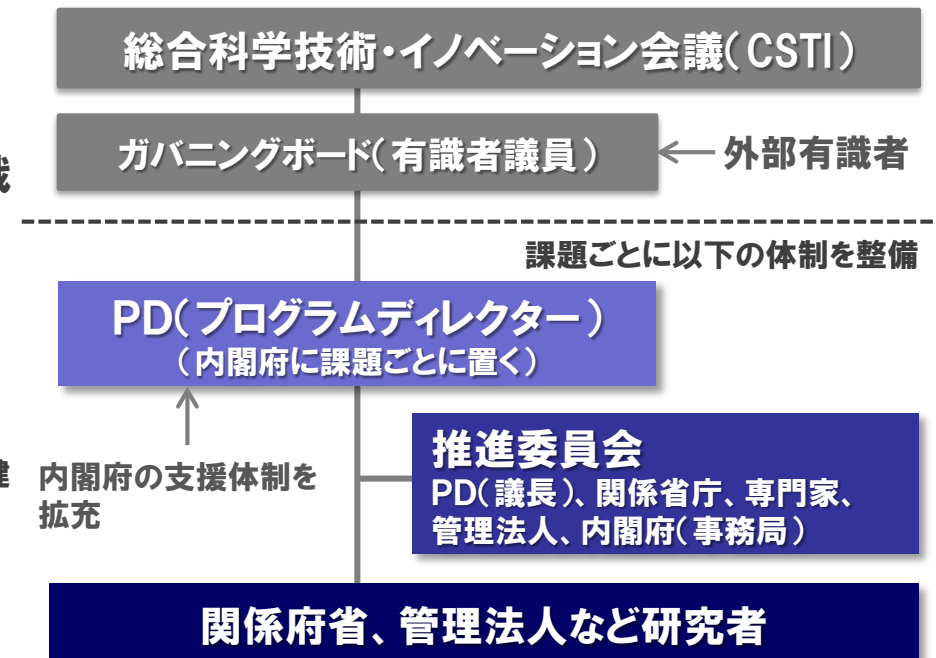 総合科学技術・イノベーション会議(CSTI)
ガバニングボード(有識者議員)
外部有識者
課題ごとに以下の体制を整備
PD(プログラムディレクター)
(内閣府に課題ごとに置く)
内閣府の支援体制を
拡充
推進委員会
PD(議長)、関係省庁、専門家、
管理法人、内閣府(事務局)
関係府省、管理法人など研究者